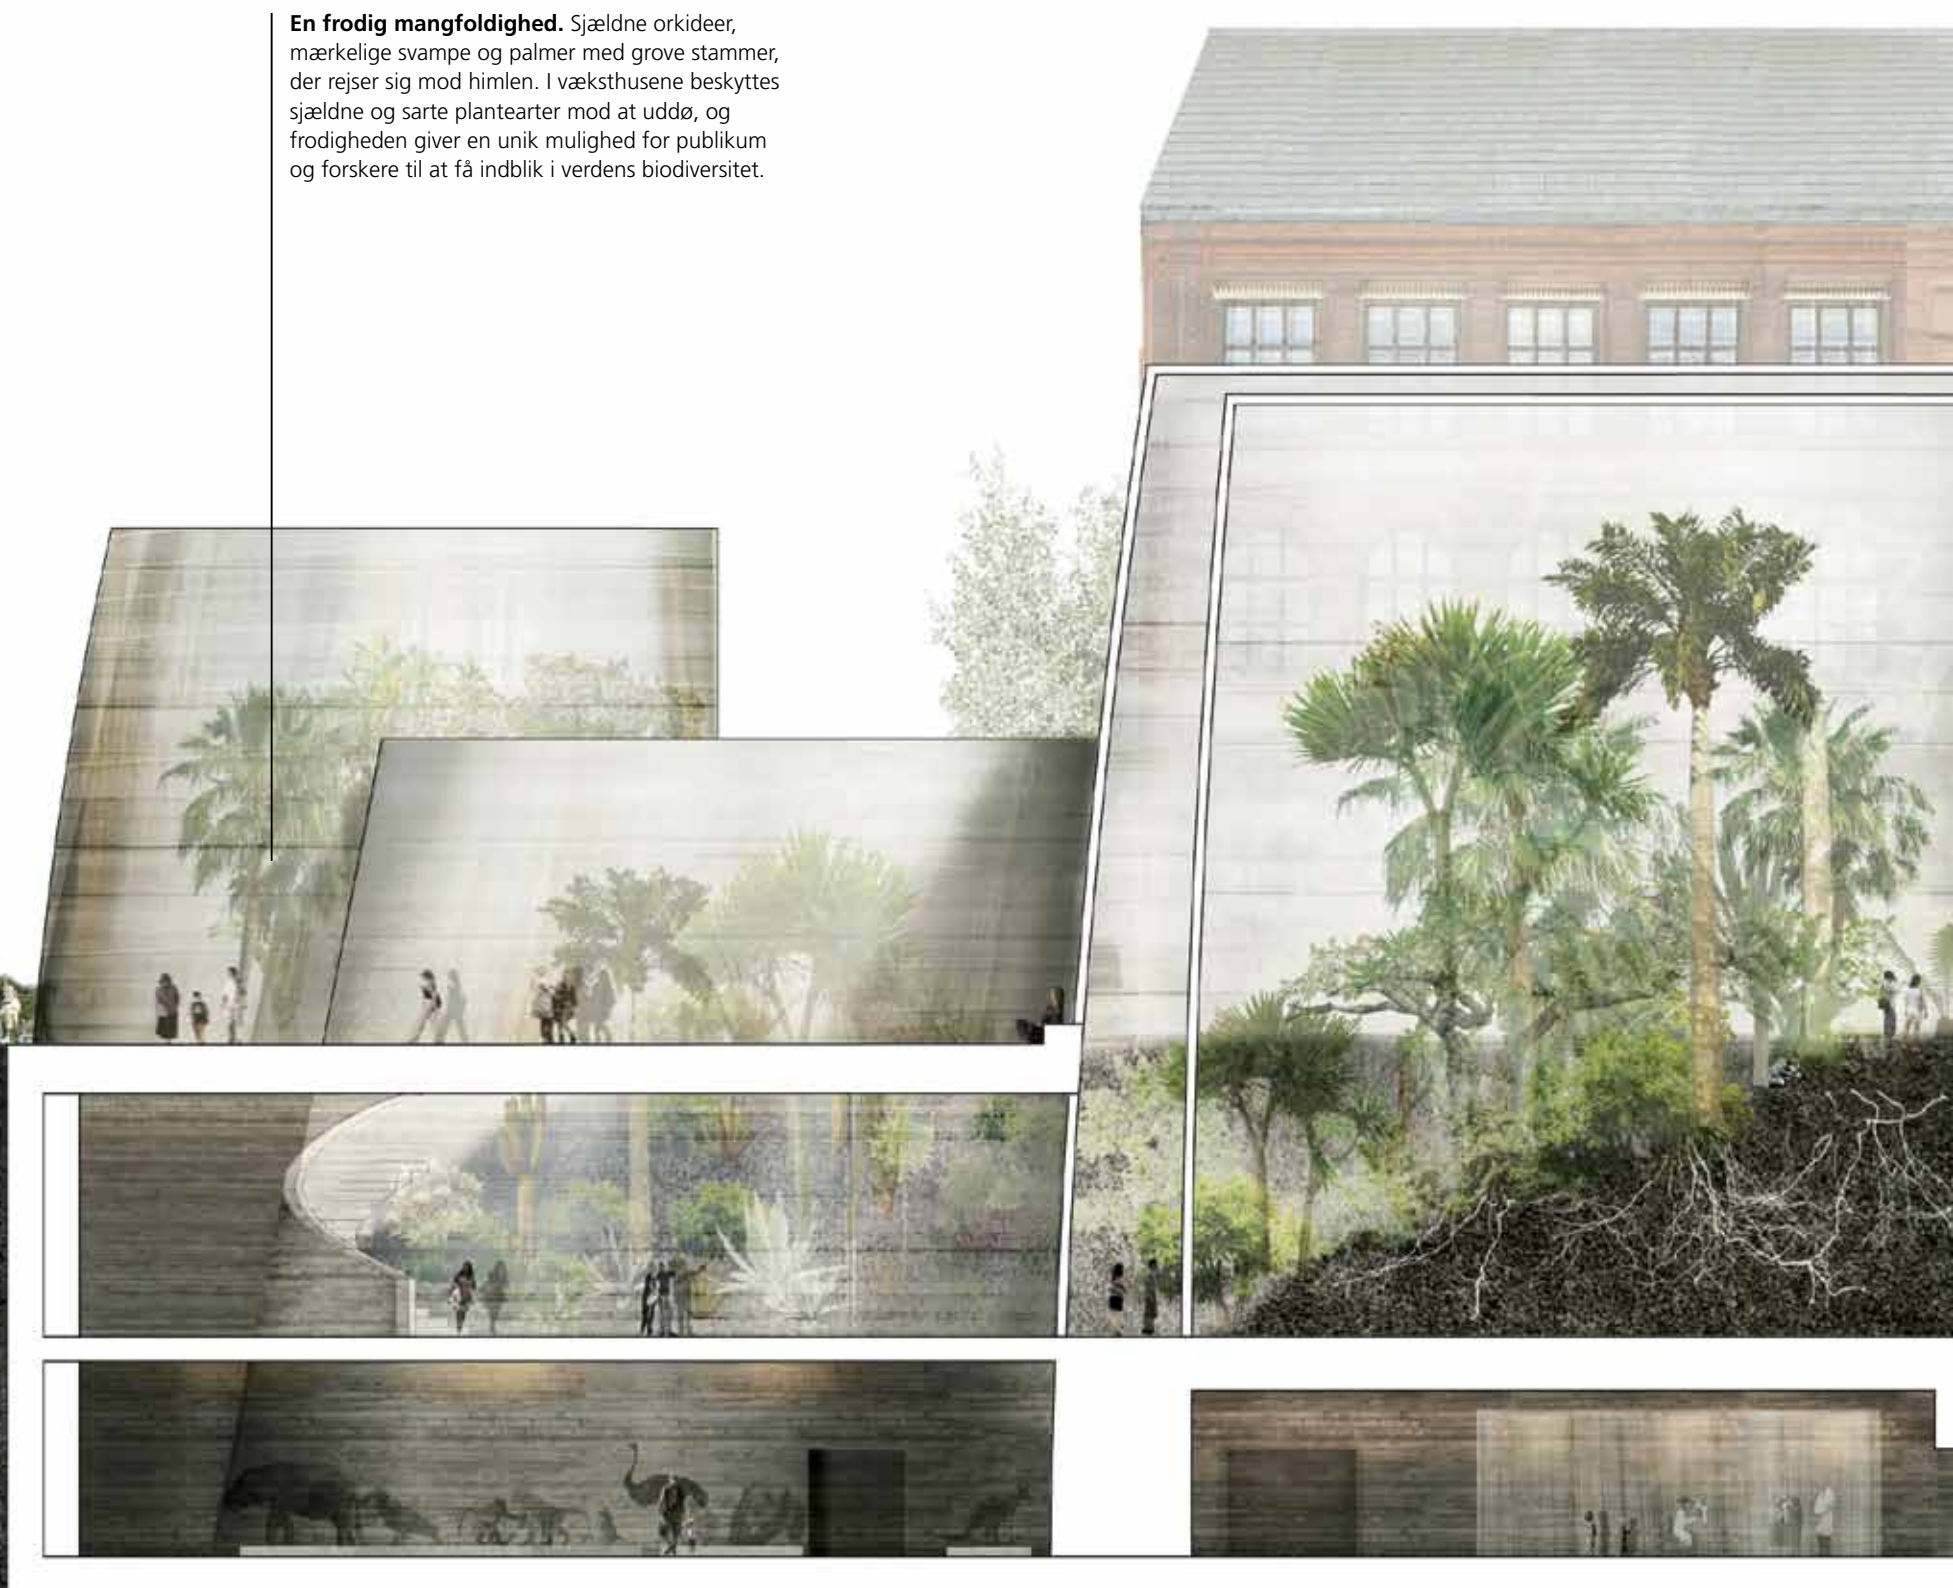 En frodig mangfoldighed. Sjældne orkideer,
mærkelige svampe og palmer med grove stammer,
der rejser sig mod himlen. I væksthusene beskyttes
sjældne og sarte plantearter mod at uddø, og
frodigheden giver en unik mulighed for publikum
og forskere til at få indblik i verdens biodiversitet.